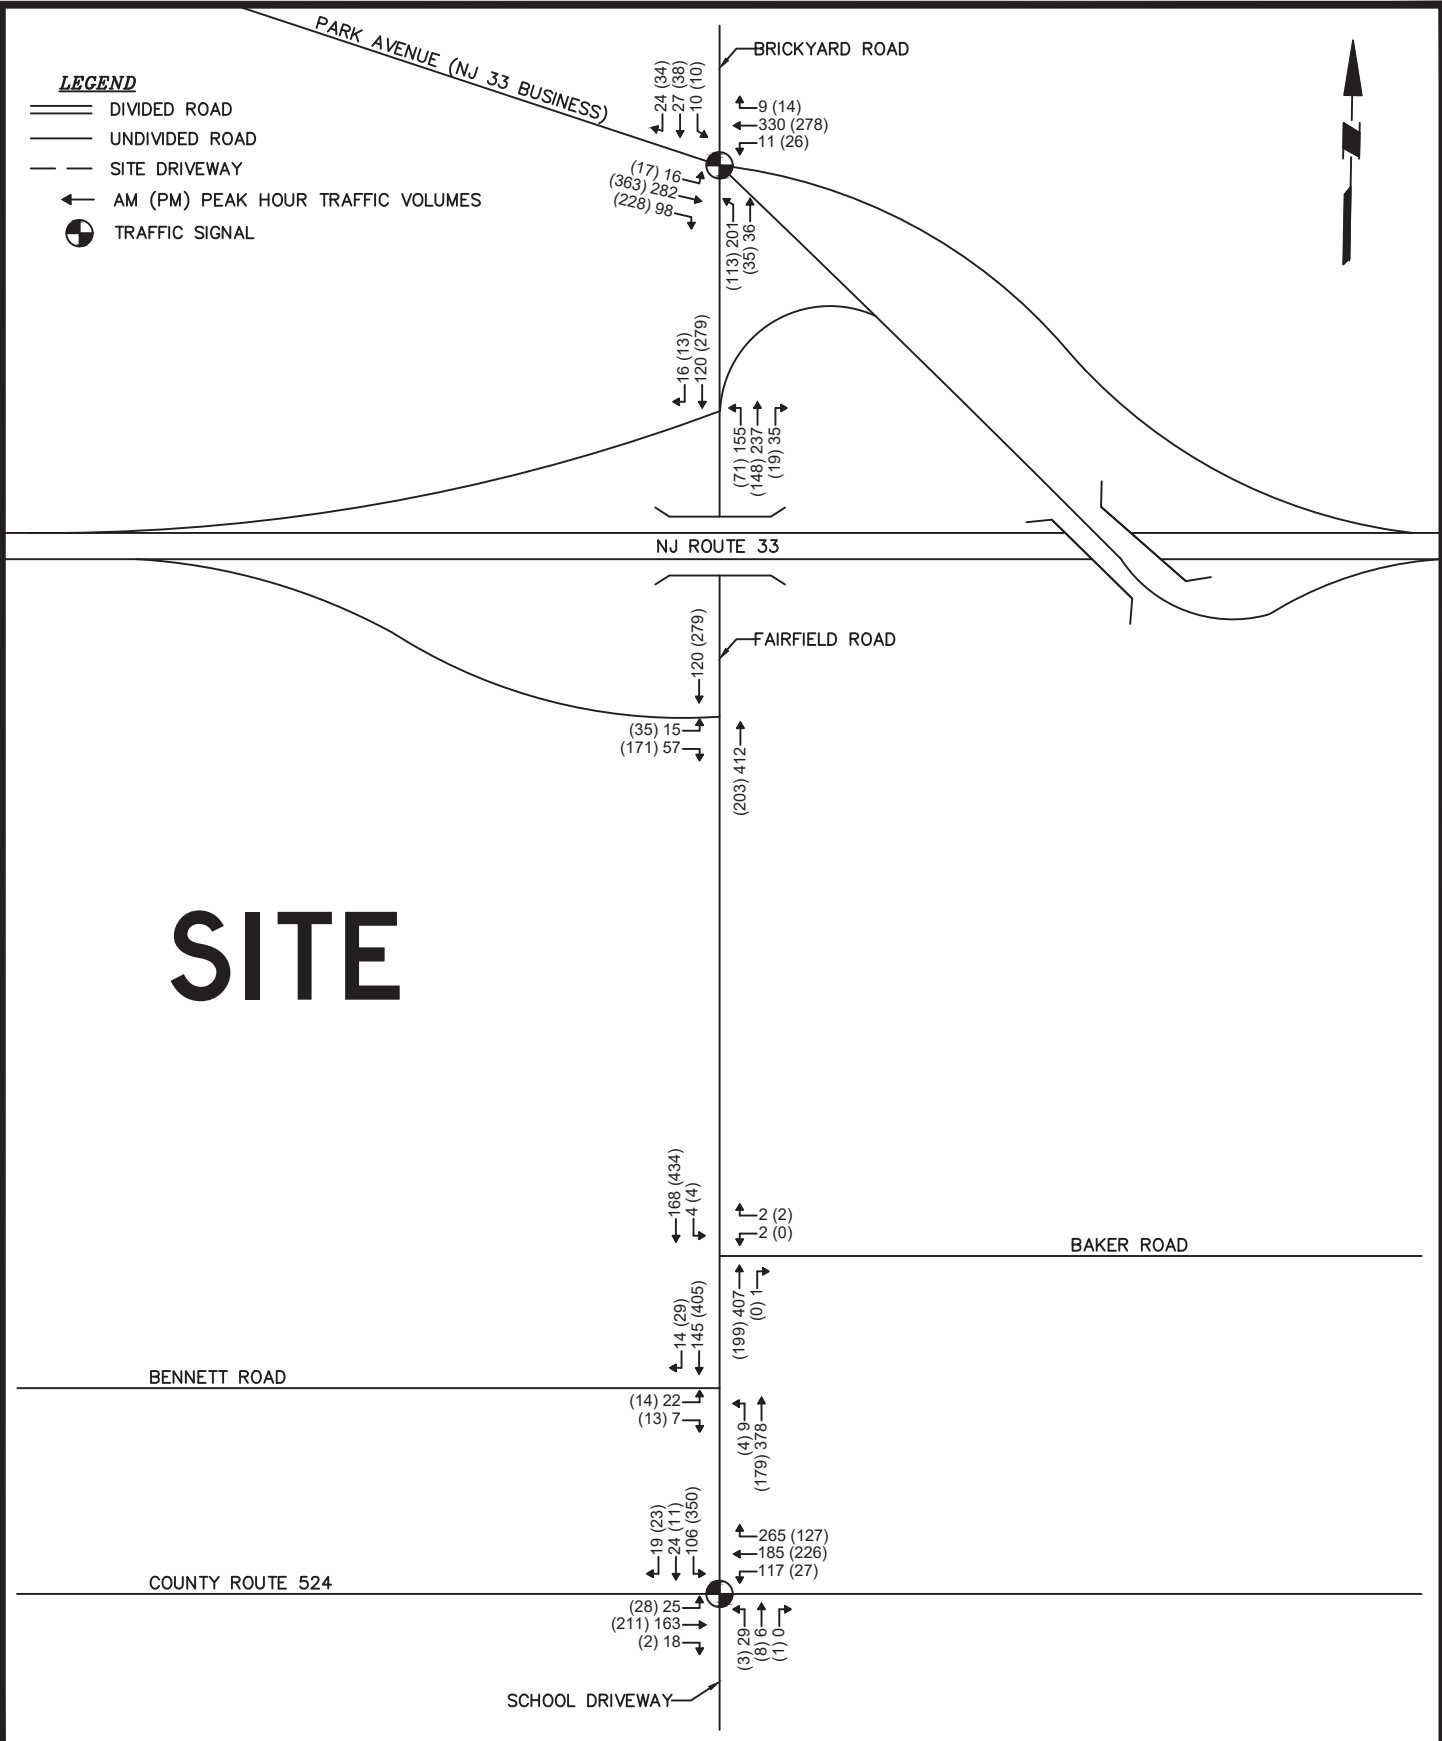 PARK AVENUE (NJ 33 BUSINESS)
BRICKYARD ROAD
LEGEND
DIVIDED ROAD
UNDIVIDED ROAD
SITE DRIVEWAY
AM (PM) PEAK HOUR TRAFFIC VOLUMES
TRAFFIC SIGNAL
24 (34)
27 (38)
10 (10)
9 (14)
330 (278)
11 (26)
(17) 16
(363) 282
(228) 98
(113) 201
(35) 36
16 (13)
120 (279)
(71) 155
(148) 237
(19) 35
NJ ROUTE 33
120 (279)
FAIRFIELD ROAD
(35) 15
(171) 57
(203) 412
SITE
168 (434)
4 (4)
2 (2)
2 (0)
BAKER ROAD
(199) 407
(0) 1
14 (29)
145 (405)
BENNETT ROAD
(14) 22
(13) 7
(4) 9
(179) 378
19 (23)
24 (11)
106 (350)
265 (127)
185 (226)
117 (27)
COUNTY ROUTE 524
(28) 25
(211) 163
(2) 18
(3) 29
(8) 6
(1) 0
SCHOOL DRIVEWAY